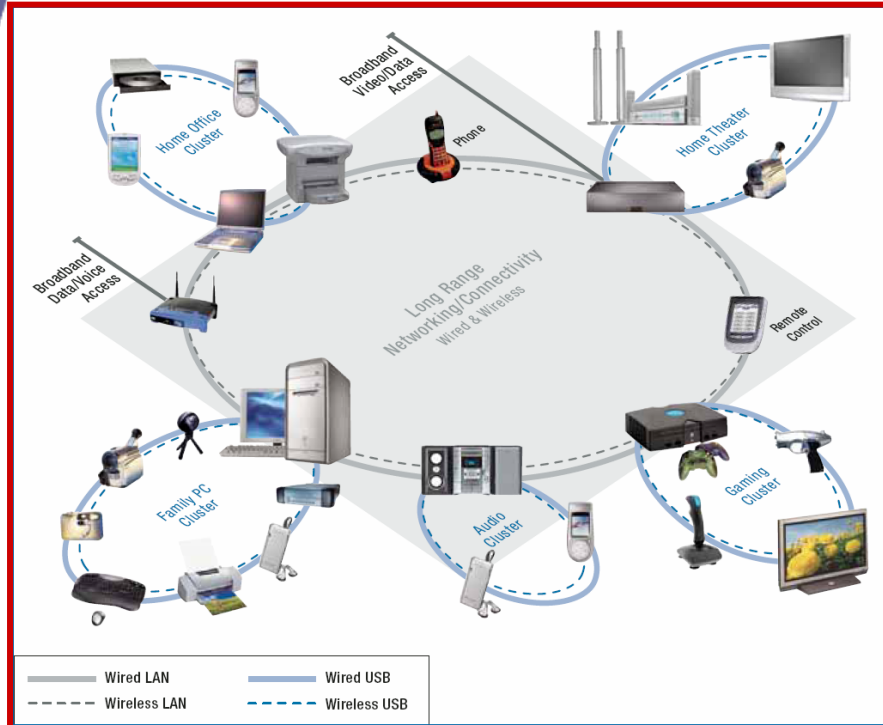 Broadband
Video/Data
Access
Phone
Home Office
Cluster
Home Theater
Cluster
Broadband
Data/Voice
Access
Long Range
Networking/Connectivity
Wired & Wireless
Remote
Control
Family PC
Cluster
Audio
Cluster
Gaming
Cluster
Wired LAN
Wired USB
Wireless LAN
Wireless USB